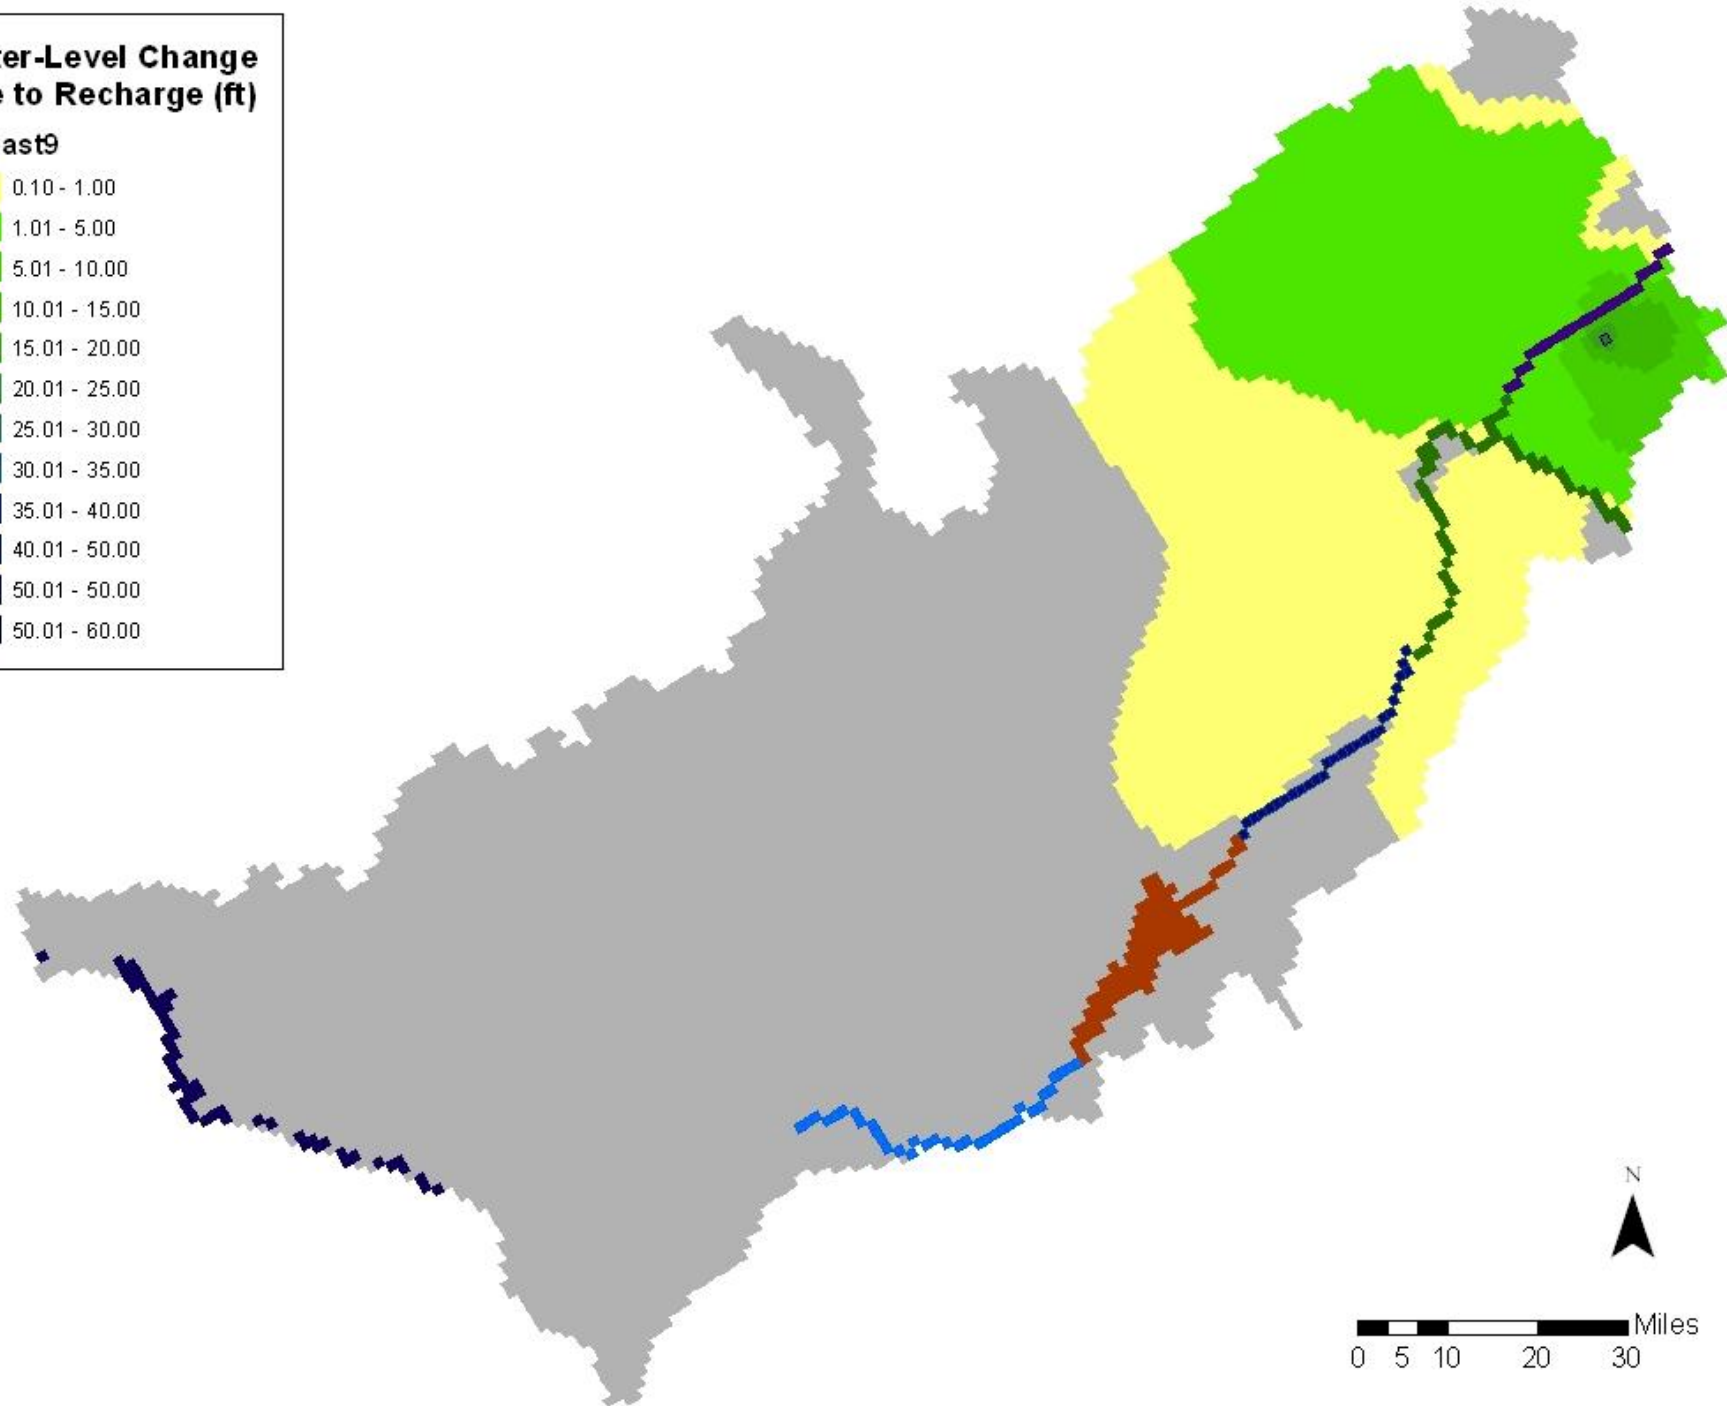 ter-Level Change
e to Recharge (ft)
ast9
0.10 - 1.00
1.01 - 5.00
5.01 - 10.00
10.01 - 15.00
15.01 - 20.00
20.01 - 25.00
25.01 - 30.00
30.01 - 35.00
35.01 - 40.00
40.01 - 50.00
50.01 - 50.00
50.01 - 60.00
N
Miles
0 5 10 20 30